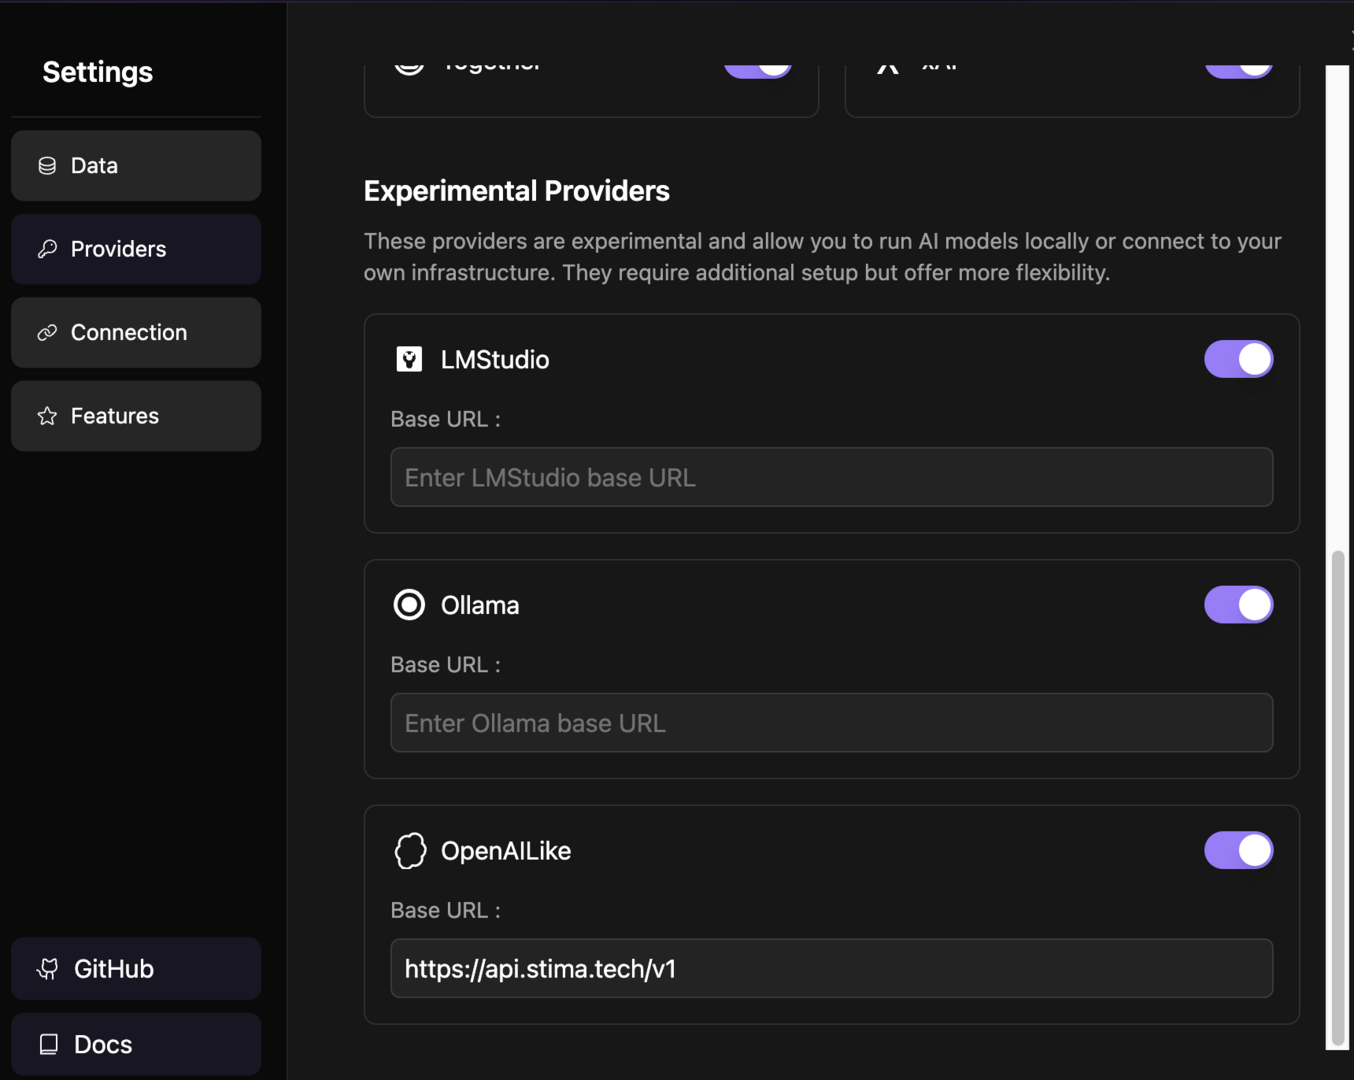 Settings
Data
Providers
Connection
Features
GitHub
Docs
Together
xAI
Experimental Providers
These providers are experimental and allow you to run AI models locally or connect to your
own infrastructure. They require additional setup but offer more flexibility.
LMStudio
Base URL :
Enter LMStudio base URL
Ollama
Base URL :
Enter Ollama base URL
OpenAILike
Base URL :
https://api.stima.tech/v1